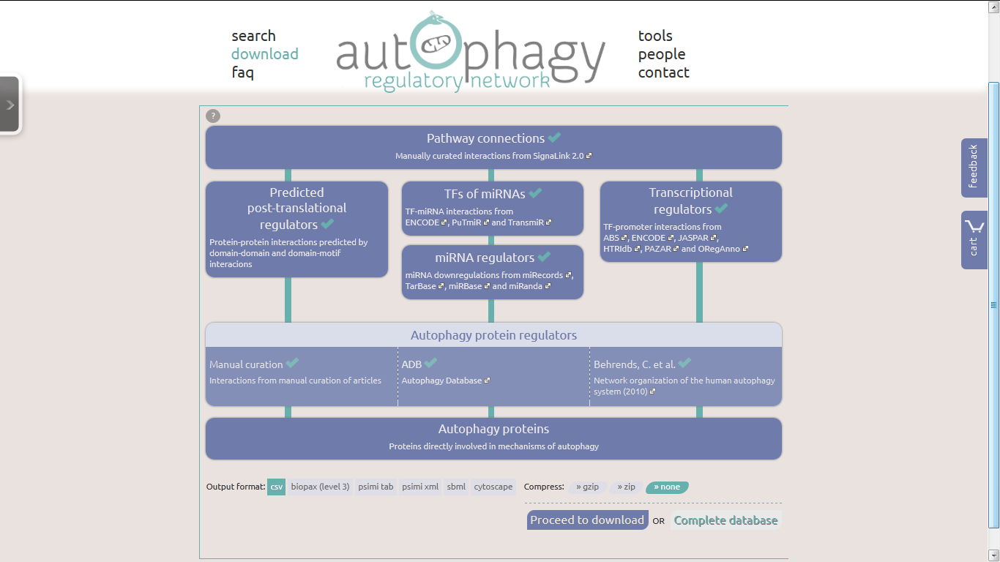 search
download
faq
autophagy
regulatory network
tools
people
contact
?
Pathway connections
Manually curated interactions from SignaLink 2.0
Predicted
post-translational
regulators
Protein-protein interactions predicted by
domain-domain and domain-motif
interacions
TFs of miRNAs
TF-miRNA interactions from
ENCODE, PuTmiR and TransmiR
miRNA regulators
miRNA downregulations from miRecords,
TarBase, miRBase and miRanda
Transcriptional
regulators
TF-promoter interactions from
ABS, ENCODE, JASPAR,
HTRIdb, PAZAR and ORegAnno
feedback
cart
Autophagy protein regulators
Manual curation
Interactions from manual curation of articles
ADB
Autophagy Database
Behrends, C. et al.
Network organization of the human autophagy
system (2010)
Autophagy proteins
Proteins directly involved in mechanisms of autophagy
Output format: csv biopax (level 3) psimi tab psimi xml sbml cytoscape Compress: » gzip » zip » none
Proceed to download OR Complete database